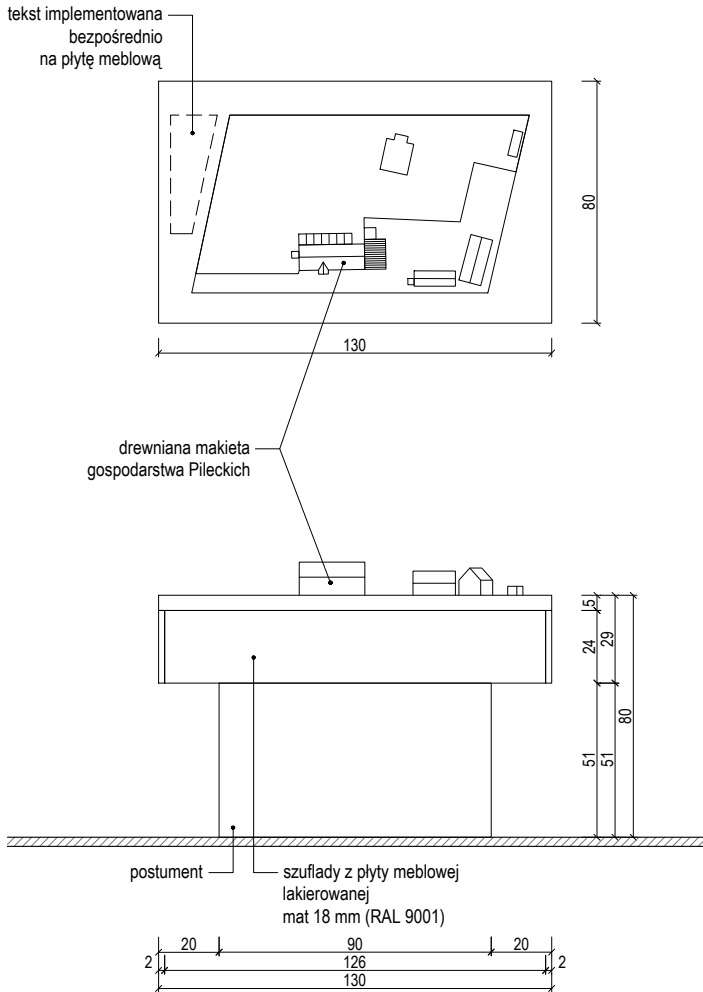 tekst implementowana
bezpośrednio
na płytę meblową
80
130
drewniana makieta
gospodarstwa Pileckich
5
24
29
80
51
51
postument
szuflady z płyty meblowej
lakierowanej
mat 18 mm (RAL 9001)
20 90 20
2 126 2
130